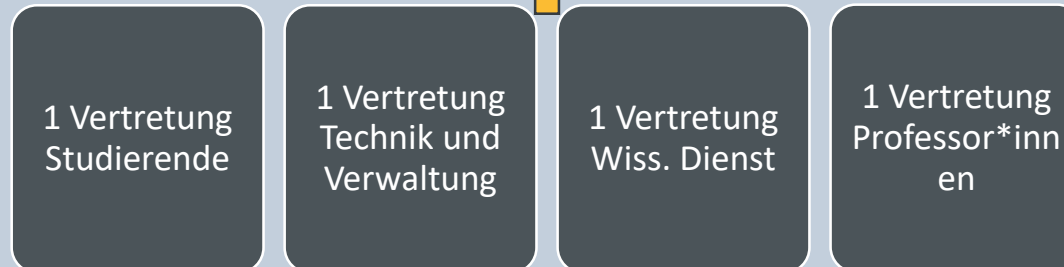 1 Vertretung
Studierende
1 Vertretung
Technik und
Verwaltung
1 Vertretung
Wiss. Dienst
1 Vertretung
Professor*inn
en